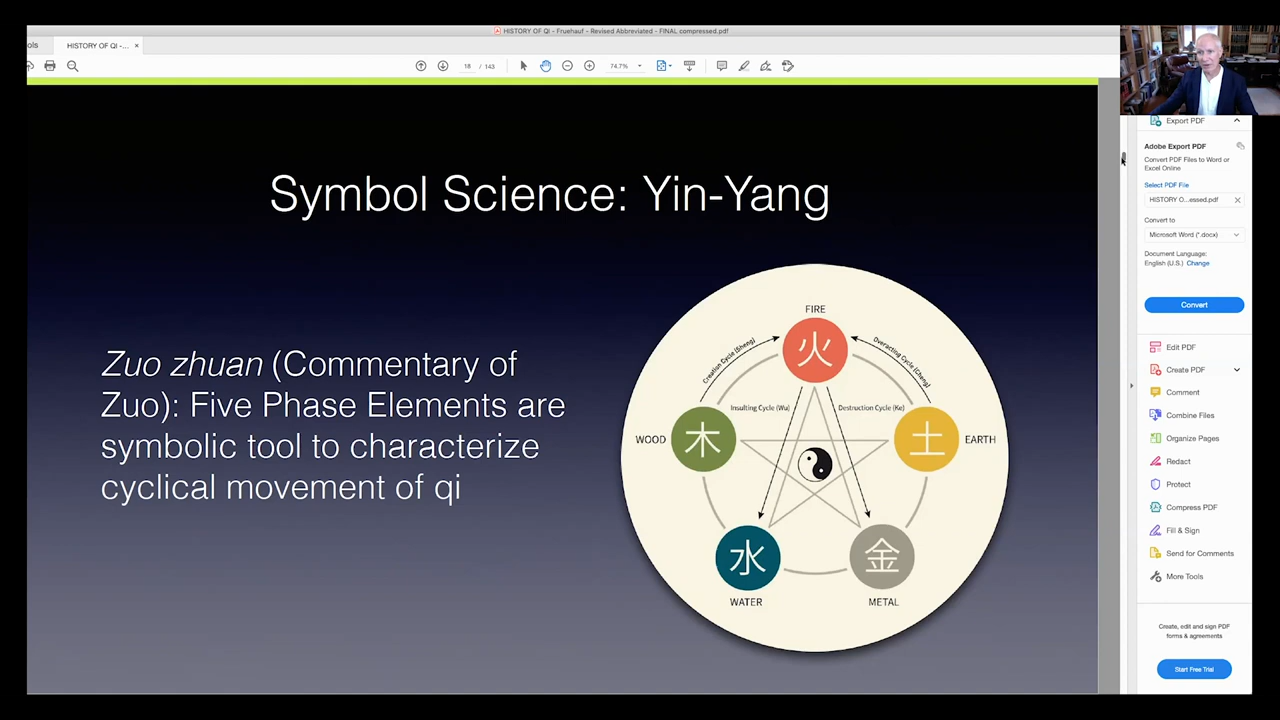 HISTORY OF QI - Fruehauf - Revised Abbreviated - FINAL compressed.pdf
ols
HISTORY OF QI -... ×
18 / 143
74.7%
Symbol Science: Yin-Yang
Zuo zhuan (Commentary of
Zuo): Five Phase Elements are
symbolic tool to characterize
cyclical movement of qi
FIRE
火
Creation Cycle (Sheng)
Overacting Cycle (Cheng)
Insulting Cycle (Wu)
Destruction Cycle (Ke)
WOOD
木
土
EARTH
水
金
WATER
METAL
Export PDF
Adobe Export PDF
Convert PDF Files to Word or
Excel Online
Select PDF File
HISTORY O...essed.pdf
Convert to
Microsoft Word (*.docx)
Document Language:
English (U.S.) Change
Convert
Edit PDF
Create PDF
Comment
Combine Files
Organize Pages
Redact
Protect
Compress PDF
Fill & Sign
Send for Comments
More Tools
Create, edit and sign PDF
forms & agreements
Start Free Trial